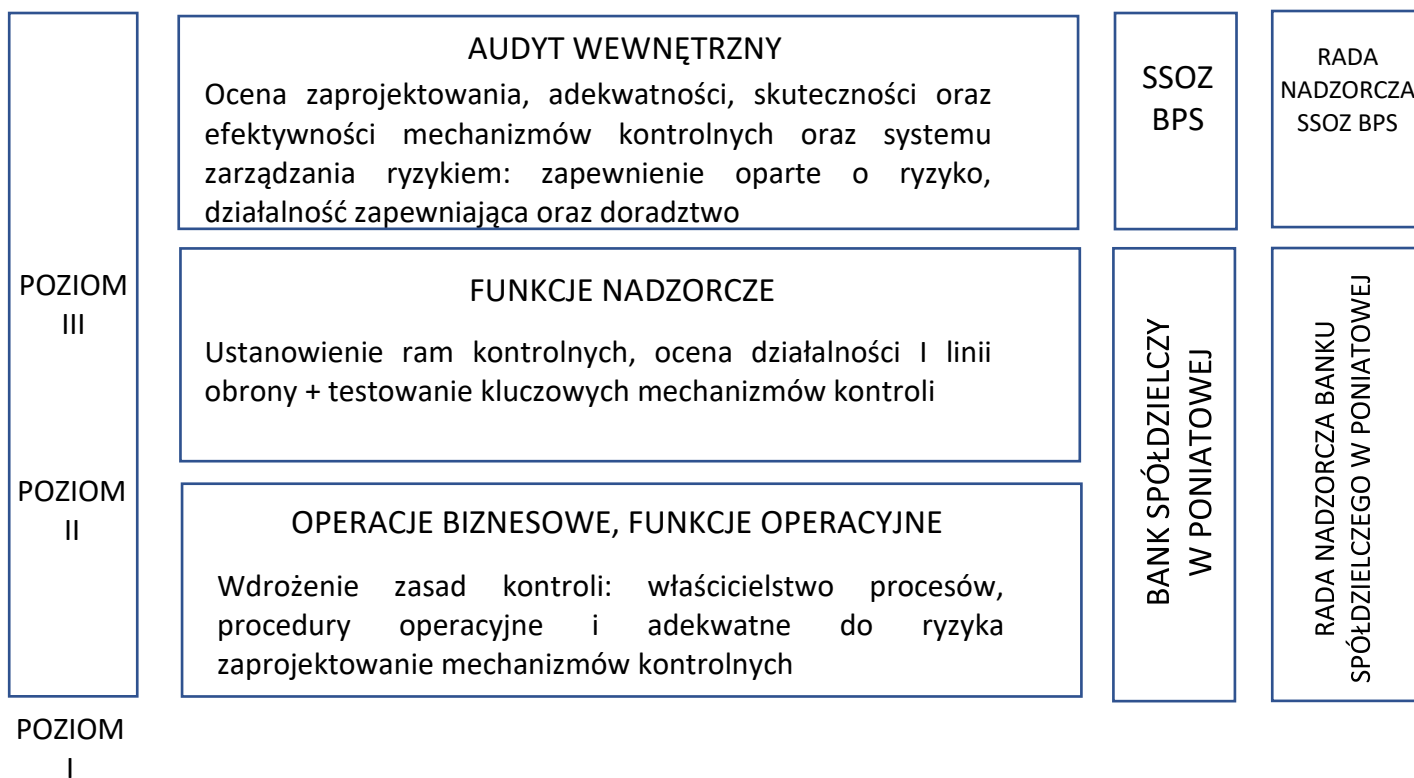 AUDYT WEWNĘTRZNY
Ocena zaprojektowania, adekwatności, skuteczności oraz
efektywności mechanizmów kontrolnych oraz systemu
zarządzania ryzykiem: zapewnienie oparte o ryzyko,
działalność zapewniająca oraz doradztwo
SSOZ
BPS
RADA
NADZORCZA
SSOZ BPS
POZIOM
III
FUNKCJE NADZORCZE
Ustanowienie ram kontrolnych, ocena działalności I linii
obrony + testowanie kluczowych mechanizmów kontroli
POZIOM
II
OPERACJE BIZNESOWE, FUNKCJE OPERACYJNE
Wdrożenie zasad kontroli: właścicielstwo procesów,
procedury operacyjne i adekwatne do ryzyka
zaprojektowanie mechanizmów kontrolnych
BANK SPÓŁDZIELCZY
W PONIATOWEJ
RADA NADZORCZA BANKU
SPÓŁDZIELCZEGO W PONIATOWEJ
POZIOM
I